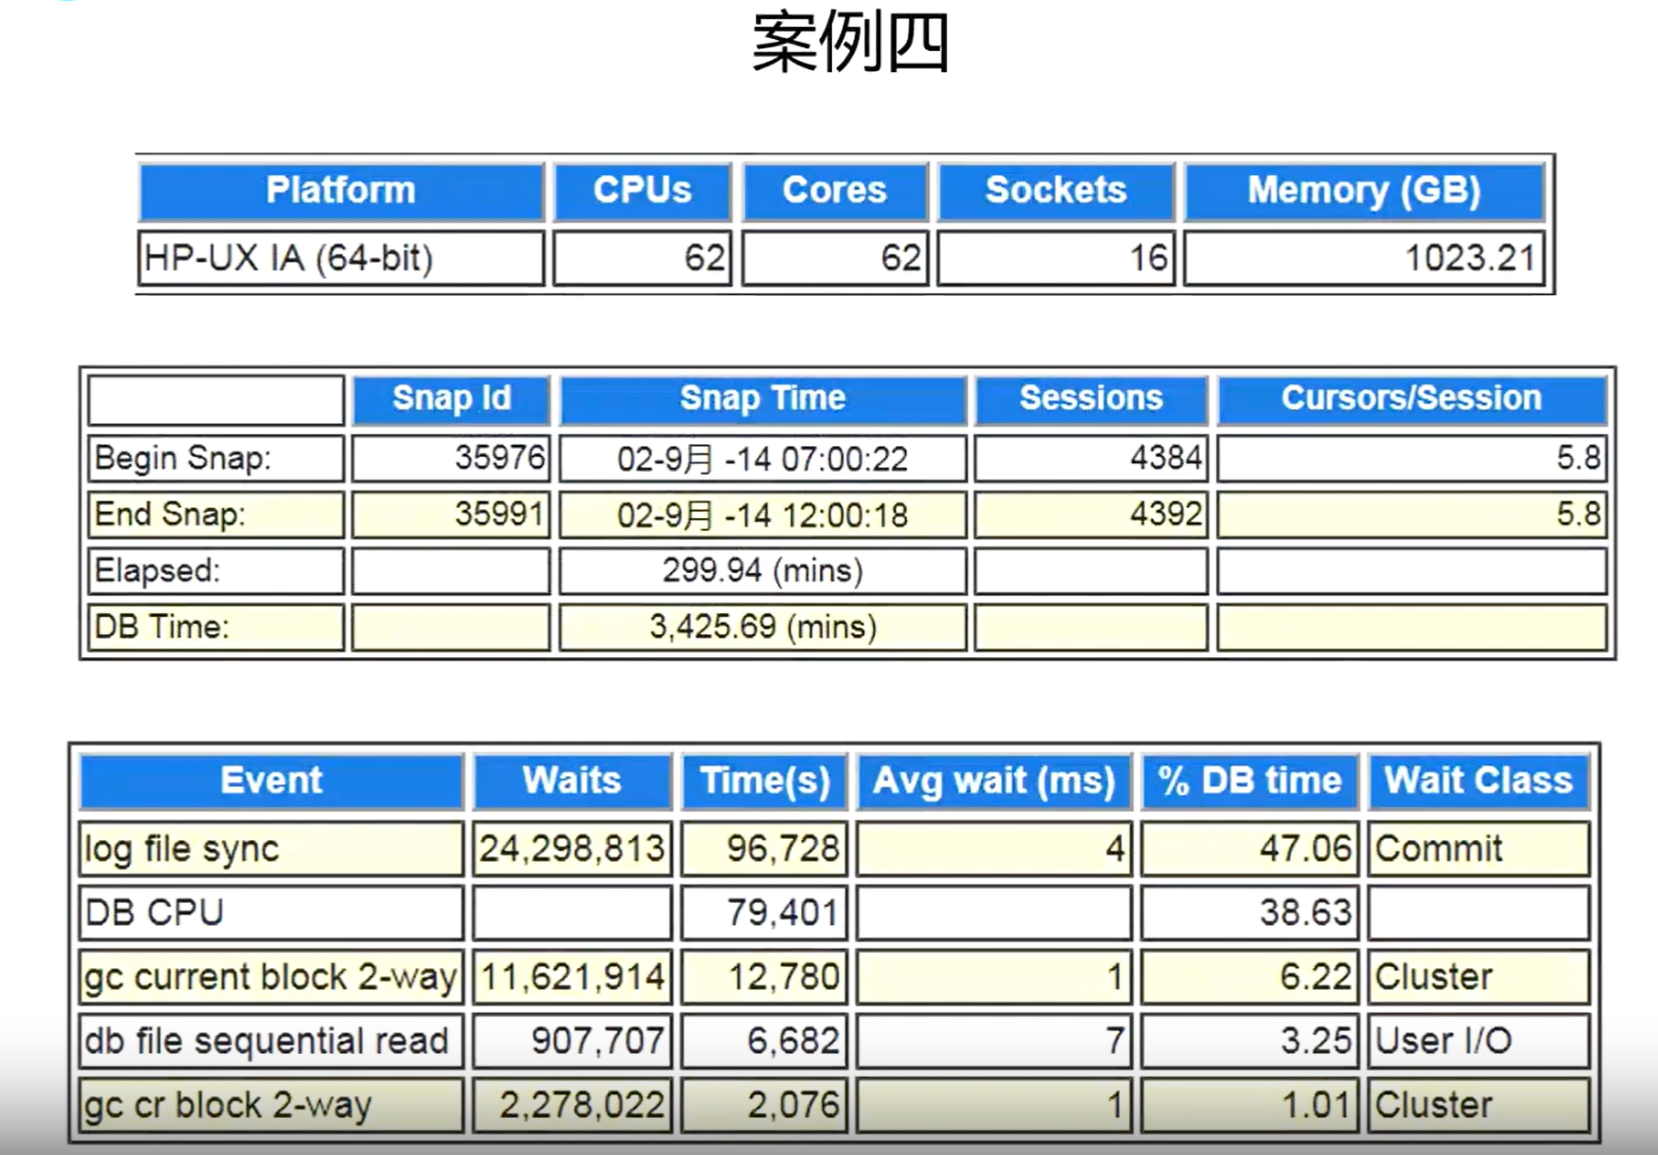 案例四
Platform CPUs Cores Sockets Memory (GB)
HP-UX IA (64-bit) 62 62 16 1023.21
Snap Id Snap Time Sessions Cursors/Session
Begin Snap: 35976 02-9月 -14 07:00:22 4384 5.8
End Snap: 35991 02-9月 -14 12:00:18 4392 5.8
Elapsed: 299.94 (mins)
DB Time: 3,425.69 (mins)
Event Waits Time(s) Avg wait (ms) % DB time Wait Class
log file sync 24,298,813 96,728 4 47.06 Commit
DB CPU 79,401 38.63
gc current block 2-way 11,621,914 12,780 1 6.22 Cluster
db file sequential read 907,707 6,682 7 3.25 User I/O
gc cr block 2-way 2,278,022 2,076 1 1.01 Cluster